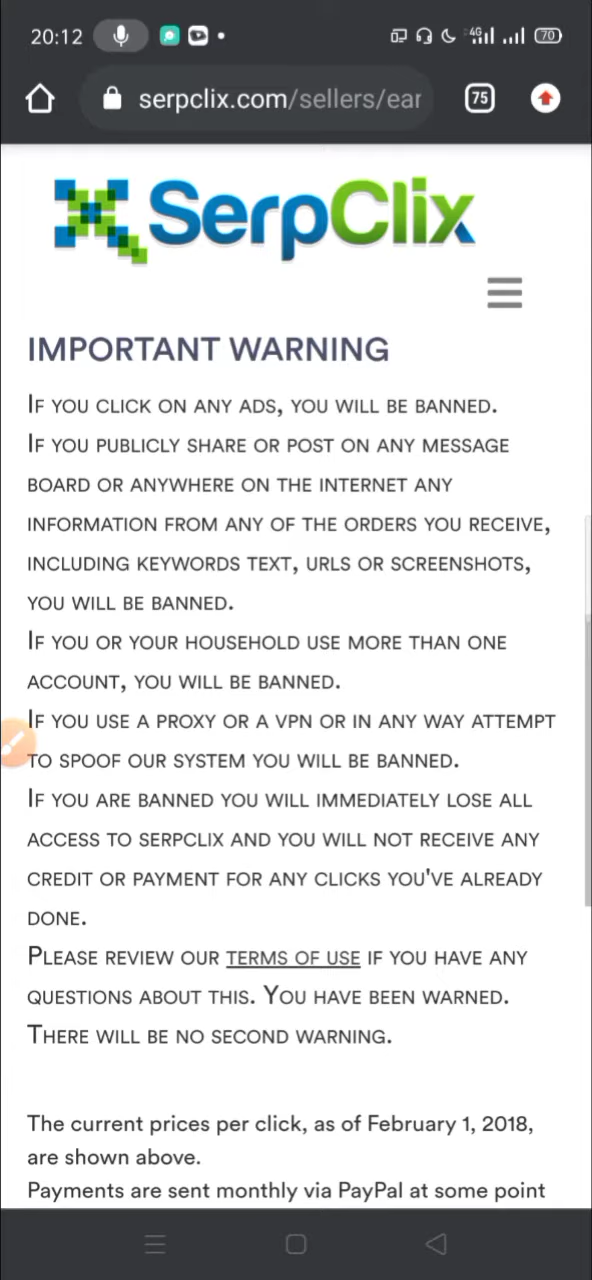 20:12
4G
70
serpclix.com/sellers/ear
75
SerpClix
IMPORTANT WARNING
IF YOU CLICK ON ANY ADS, YOU WILL BE BANNED.
IF YOU PUBLICLY SHARE OR POST ON ANY MESSAGE
BOARD OR ANYWHERE ON THE INTERNET ANY
INFORMATION FROM ANY OF THE ORDERS YOU RECEIVE,
INCLUDING KEYWORDS TEXT, URLS OR SCREENSHOTS,
YOU WILL BE BANNED.
IF YOU OR YOUR HOUSEHOLD USE MORE THAN ONE
ACCOUNT, YOU WILL BE BANNED.
IF YOU USE A PROXY OR A VPN OR IN ANY WAY ATTEMPT
TO SPOOF OUR SYSTEM YOU WILL BE BANNED.
IF YOU ARE BANNED YOU WILL IMMEDIATELY LOSE ALL
ACCESS TO SERPCLIX AND YOU WILL NOT RECEIVE ANY
CREDIT OR PAYMENT FOR ANY CLICKS YOU'VE ALREADY
DONE.
PLEASE REVIEW OUR TERMS OF USE IF YOU HAVE ANY
QUESTIONS ABOUT THIS. YOU HAVE BEEN WARNED.
THERE WILL BE NO SECOND WARNING.
The current prices per click, as of February 1, 2018,
are shown above.
Payments are sent monthly via PayPal at some point